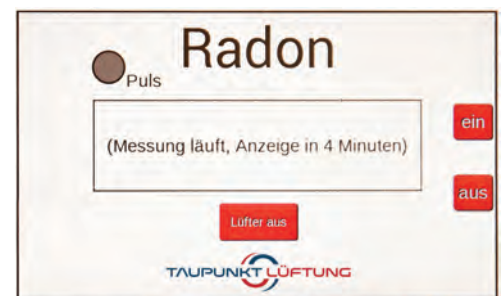 Radon
Puls
(Messung läuft, Anzeige in 4 Minuten)
ein
aus
Lüfter aus
TAUPUNKT LÜFTUNG